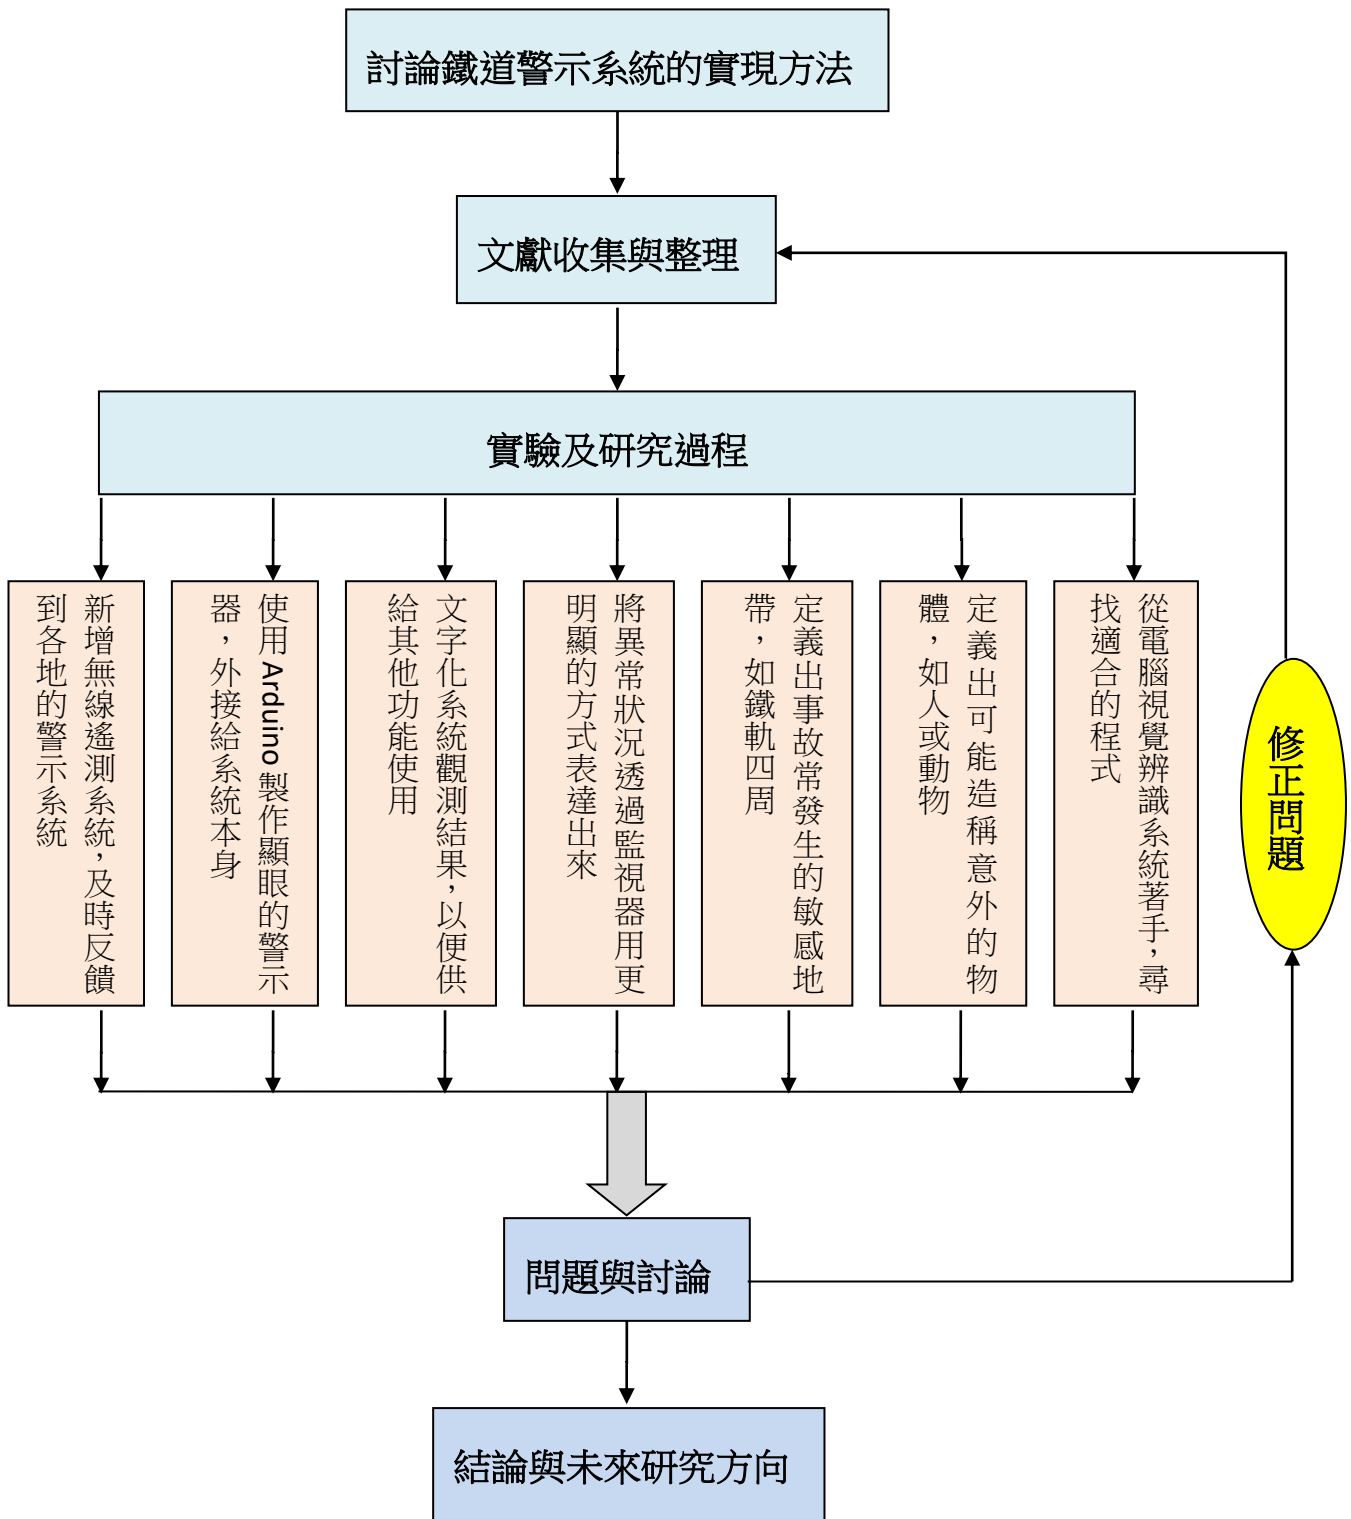 討論鐵道警示系統的實現方法
文獻收集與整理
實驗及研究過程
從電腦視覺辨識系統著手，尋
找適合的程式
定義出可能造稱意外的物
體，如人或動物
定義出事故常發生的敏感地
帶，如鐵軌四周
將異常狀況透過監視器用更
明顯的方式表達出來
文字化系統觀測結果，以便供
給其他功能使用
使用 Arduino 製作顯眼的警示
器，外接給系統本身
新增無線遙測系統，及時反饋
到各地的警示系統
修正問題
問題與討論
結論與未來研究方向